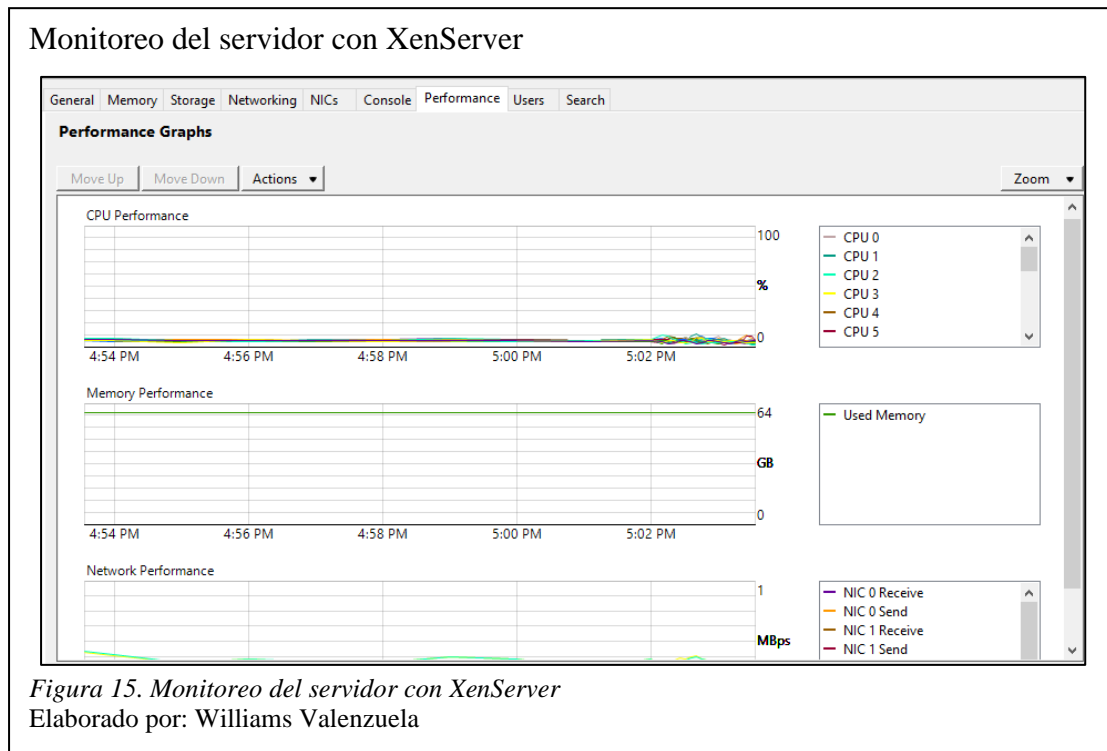 Monitoreo del servidor con XenServer
General Memory Storage Networking NICs Console Performance Users Search
Performance Graphs
Move Up Move Down Actions Zoom
CPU Performance
100
%
0
4:54 PM 4:56 PM 4:58 PM 5:00 PM 5:02 PM
CPU 0
CPU 1
CPU 2
CPU 3
CPU 4
CPU 5
Memory Performance
64
GB
0
4:54 PM 4:56 PM 4:58 PM 5:00 PM 5:02 PM
Used Memory
Network Performance
1
MBps
NIC 0 Receive
NIC 0 Send
NIC 1 Receive
NIC 1 Send
Figura 15. Monitoreo del servidor con XenServer
Elaborado por: Williams Valenzuela